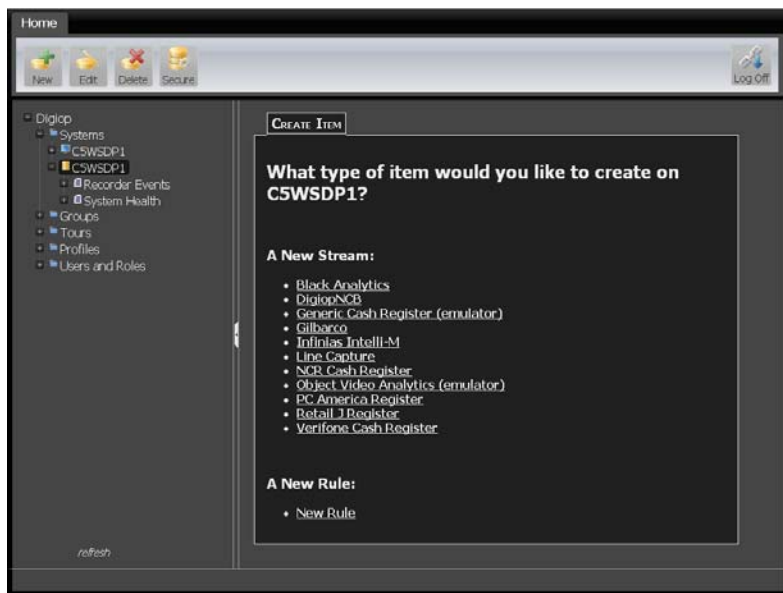 Home
New Edit Delete Secure Log Off
Digiop
Systems
C5WSDP1
C5WSDP1
Recorder Events
System Health
Groups
Tours
Profiles
Users and Roles
refresh
CREATE ITEM
What type of item would you like to create on
C5WSDP1?
A New Stream:
• Black Analytics
• DigiopNCB
• Generic Cash Register (emulator)
• Gilbarco
• Infinias Intelli-M
• Line Capture
• NCR Cash Register
• Object Video Analytics (emulator)
• PC America Register
• Retail J Register
• Verifone Cash Register
A New Rule:
• New Rule